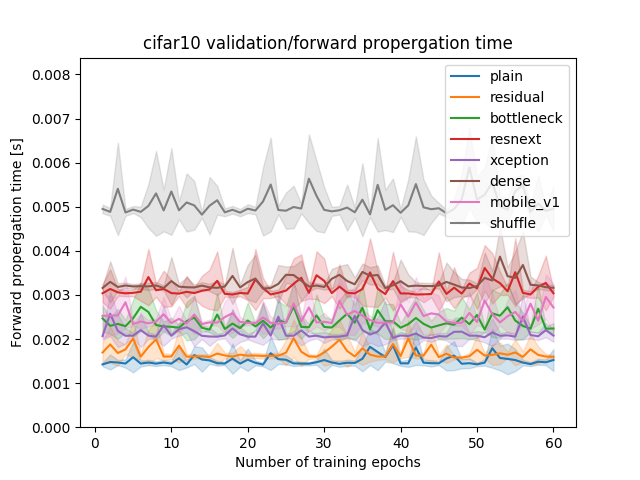 cifar10 validation/forward propergation time
Forward propergation time [s]
0.008
0.007
0.006
0.005
0.004
0.003
0.002
0.001
0.000
plain
residual
bottleneck
resnext
xception
dense
mobile_v1
shuffle
0 10 20 30 40 50 60
Number of training epochs